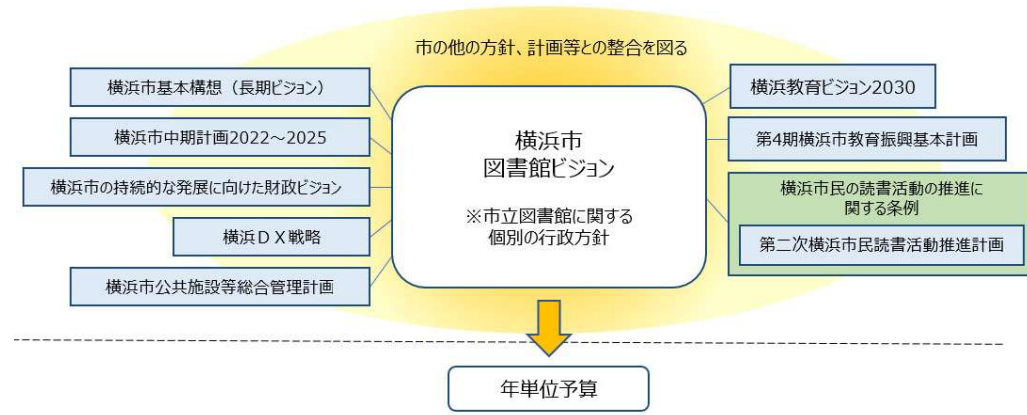 市の他の方針、計画等との整合を図る
横浜市基本構想（長期ビジョン）
横浜市中期計画2022～2025
横浜市の持続的な発展に向けた財政ビジョン
横浜ＤＸ戦略
横浜市公共施設等総合管理計画
横浜市
図書館ビジョン
※市立図書館に関する
個別の行政方針
横浜教育ビジョン2030
第4期横浜市教育振興基本計画
横浜市民の読書活動の推進に
関する条例
第二次横浜市民読書活動推進計画
年単位予算